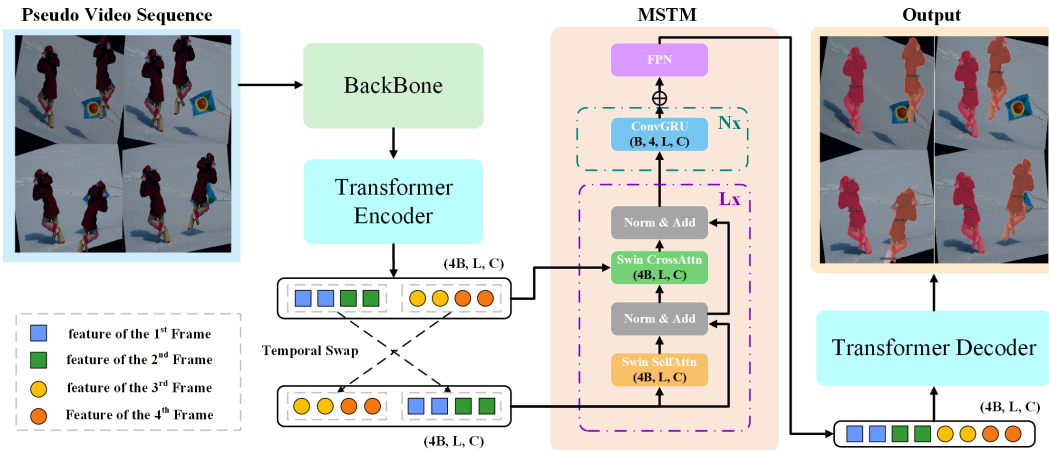 Pseudo Video Sequence
MSTM
Output
BackBone
Transformer
Encoder
(4B, L, C)
Temporal Swap
(4B, L, C)
feature of the 1st Frame
feature of the 2nd Frame
feature of the 3rd Frame
Feature of the 4th Frame
FPN
Nx
ConvGRU
(B, 4, L, C)
Lx
Norm & Add
Swin CrossAttn
(4B, L, C)
Norm & Add
Swin SelfAttn
(4B, L, C)
Transformer Decoder
(4B, L, C)